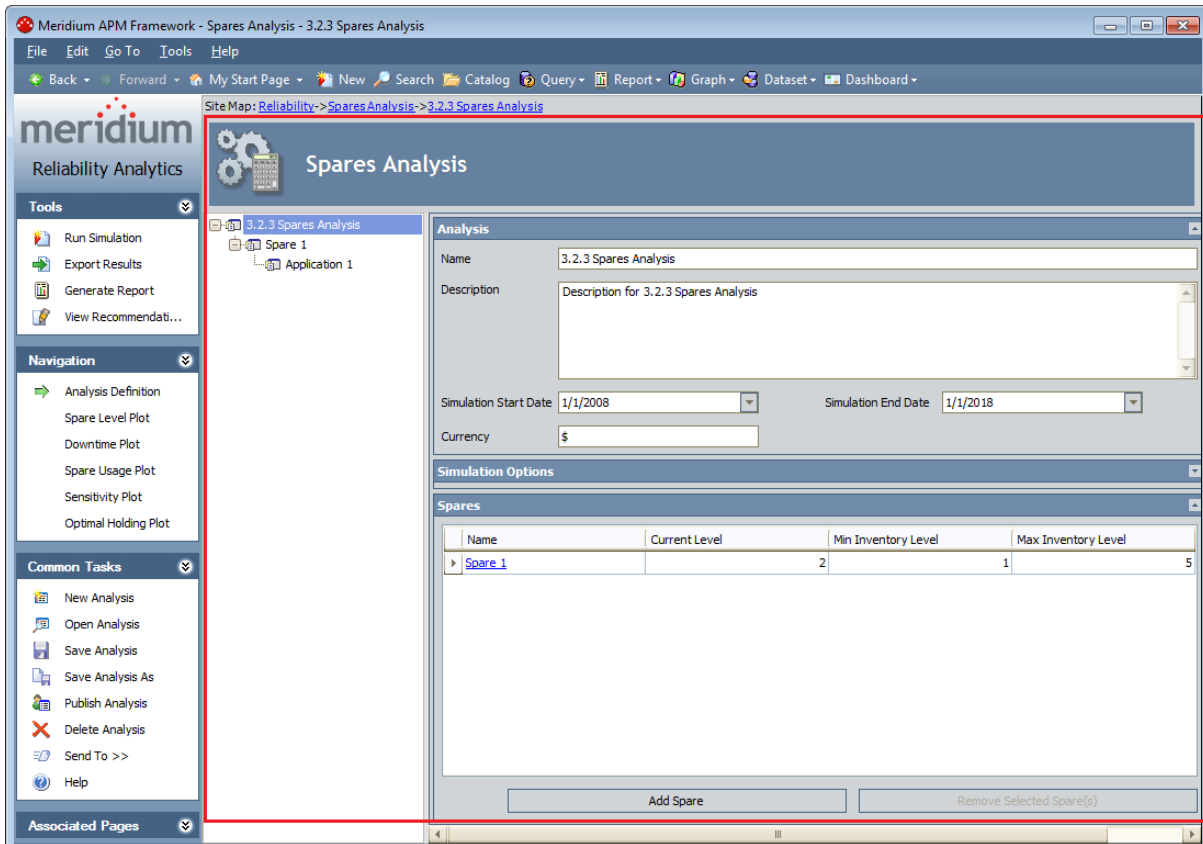 Meridium APM Framework - Spares Analysis - 3.2.3 Spares Analysis
File Edit Go To Tools Help
Back Forward My Start Page New Search Catalog Query Report Graph Dataset Dashboard
Site Map: Reliability->Spares Analysis->3.2.3 Spares Analysis
meridium
Reliability Analytics
Tools
Run Simulation
Export Results
Generate Report
View Recommendati...
Navigation
Analysis Definition
Spare Level Plot
Downtime Plot
Spare Usage Plot
Sensitivity Plot
Optimal Holding Plot
Common Tasks
New Analysis
Open Analysis
Save Analysis
Save Analysis As
Publish Analysis
Delete Analysis
Send To >>
Help
Associated Pages
Spares Analysis
3.2.3 Spares Analysis
Spare 1
Application 1
Analysis
Name 3.2.3 Spares Analysis
Description Description for 3.2.3 Spares Analysis
Simulation Start Date 1/1/2008 Simulation End Date 1/1/2018
Currency $
Simulation Options
Spares
Name Current Level Min Inventory Level Max Inventory Level
Spare 1 2 1 5
Add Spare Remove Selected Spare(s)